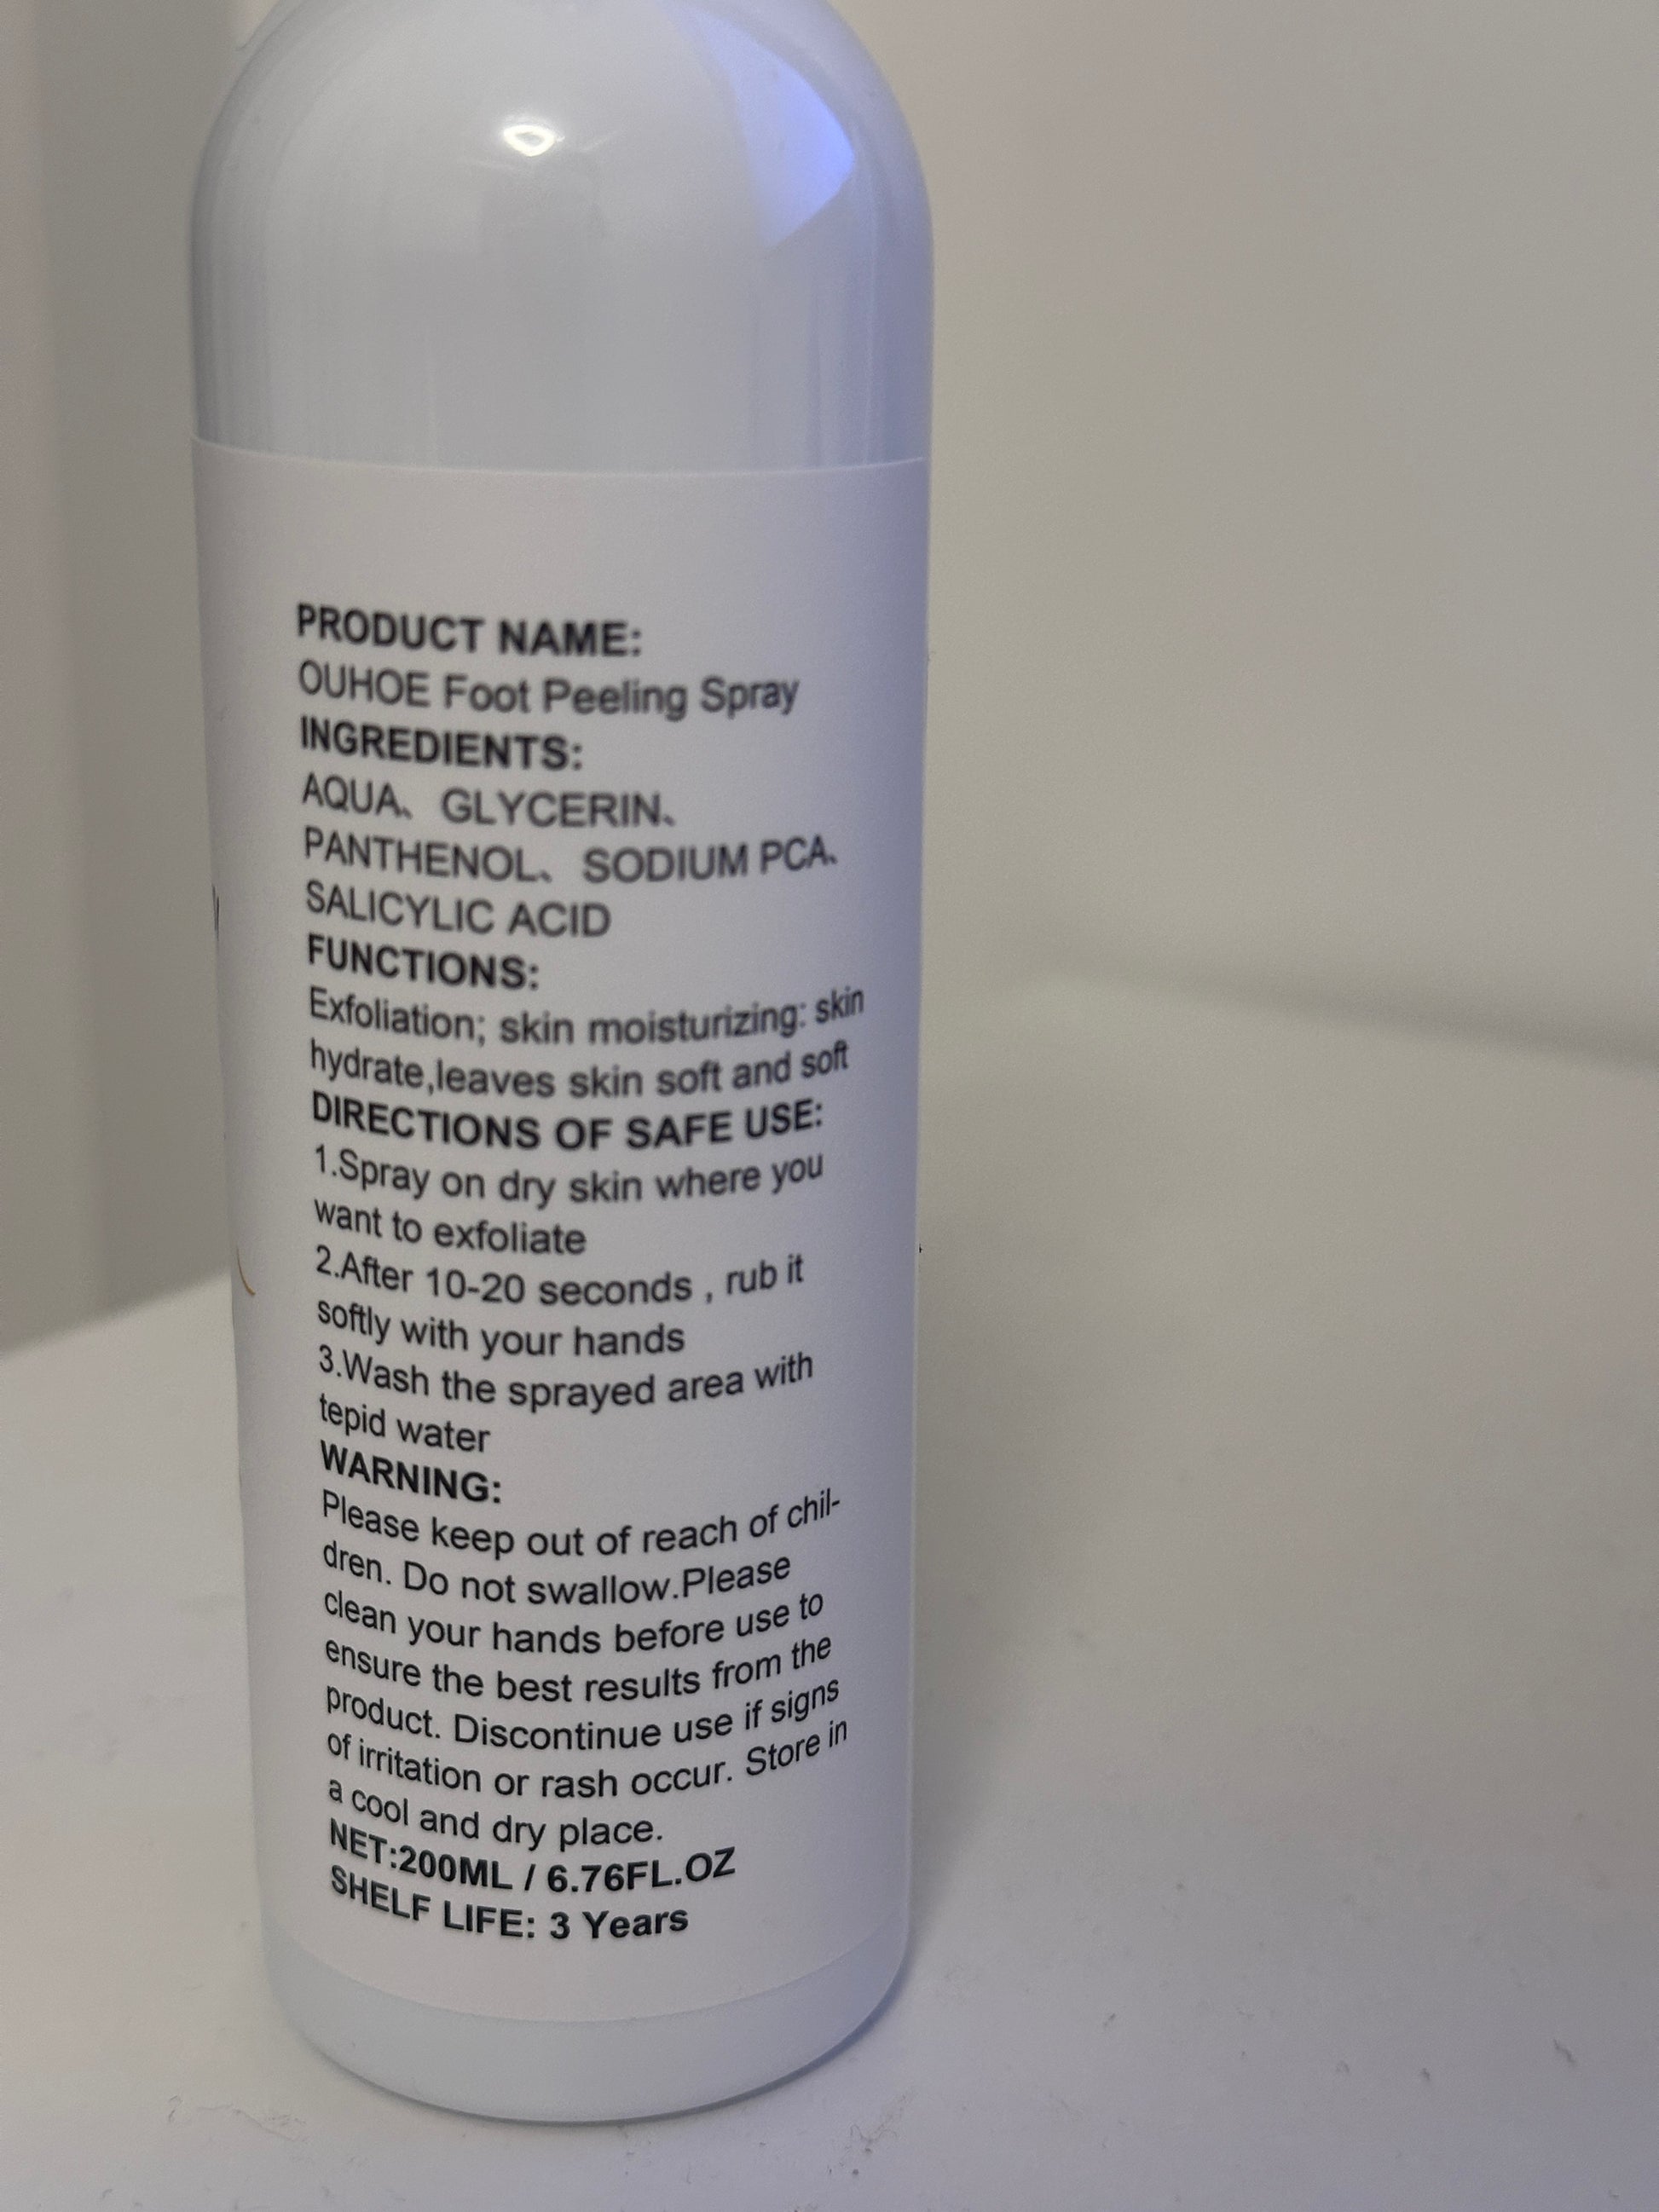 PRODUCT NAME:
OUHOE Foot Peeling Spray
INGREDIENTS:
AQUA、 GLYCERIN、
PANTHENOL、 SODIUM PCA、
SALICYLIC ACID
FUNCTIONS:
Exfoliation; skin moisturizing: skin
hydrate,leaves skin soft and soft
DIRECTIONS OF SAFE USE:
1.Spray on dry skin where you
want to exfoliate
2.After 10-20 seconds , rub it
softly with your hands
3.Wash the sprayed area with
tepid water
WARNING:
Please keep out of reach of chil-
dren. Do not swallow.Please
clean your hands before use to
ensure the best results from the
product. Discontinue use if signs
of irritation or rash occur. Store in
a cool and dry place.
NET:200ML / 6.76FL.OZ
SHELF LIFE: 3 Years